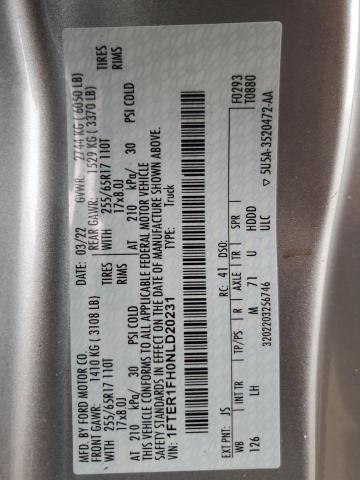 MFD. BY FORD MOTOR CO.
DATE: 03/22 GVWR: 2744 KG ( 6050 LB)
FRONT GAWR: 1410 KG ( 3108 LB) REAR GAWR: 1529 KG ( 3370 LB)
WITH 255/65R17 110T TIRES WITH 255/65R17 110T TIRES
17x8.0J RIMS 17x8.0J RIMS
AT 210 kPa/ 30 PSI COLD AT 210 kPa/ 30 PSI COLD
THIS VEHICLE CONFORMS TO ALL APPLICABLE FEDERAL MOTOR VEHICLE
SAFETY STANDARDS IN EFFECT ON THE DATE OF MANUFACTURE SHOWN ABOVE.
VIN: 1FTER1FH0NLD20231
TYPE: Truck
F0293
T0880
3202203256746
EXT PNT: JS RC: 41 DSO:
WB INT TR TP/PS R AXLE TR SPR
126 LH M 71 U HDDD
ULC
5U5A-3520472-AA